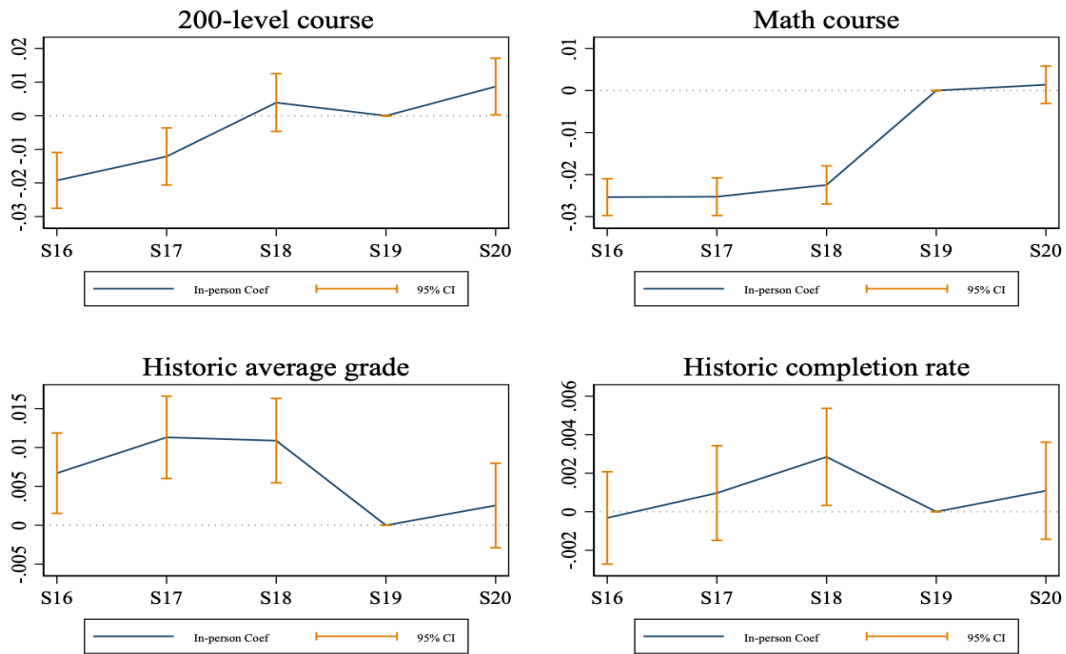 200-level course
.02
.01
0
-.01
-.02
-.03
S16 S17 S18 S19 S20
In-person Coef 95% CI
Math course
.01
0
-.01
-.02
-.03
S16 S17 S18 S19 S20
In-person Coef 95% CI
Historic average grade
.015
.01
.005
0
-.005
S16 S17 S18 S19 S20
In-person Coef 95% CI
Historic completion rate
.006
.004
.002
0
-.002
S16 S17 S18 S19 S20
In-person Coef 95% CI